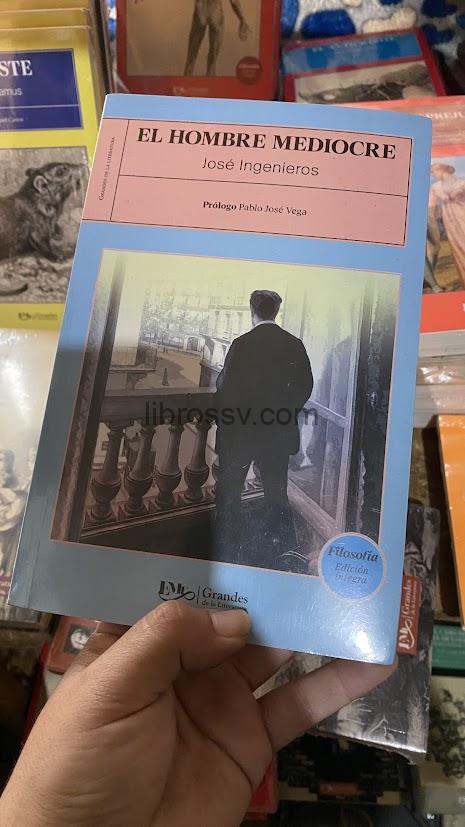 STE
amus
EL HOMBRE MEDIOCRE
José Ingenieros
Prólogo Pablo José Vega
GRANDES DE LA LITERATURA
librossv.com
Filosofía
Edición
íntegra
EMU Grandes
de la Literatura